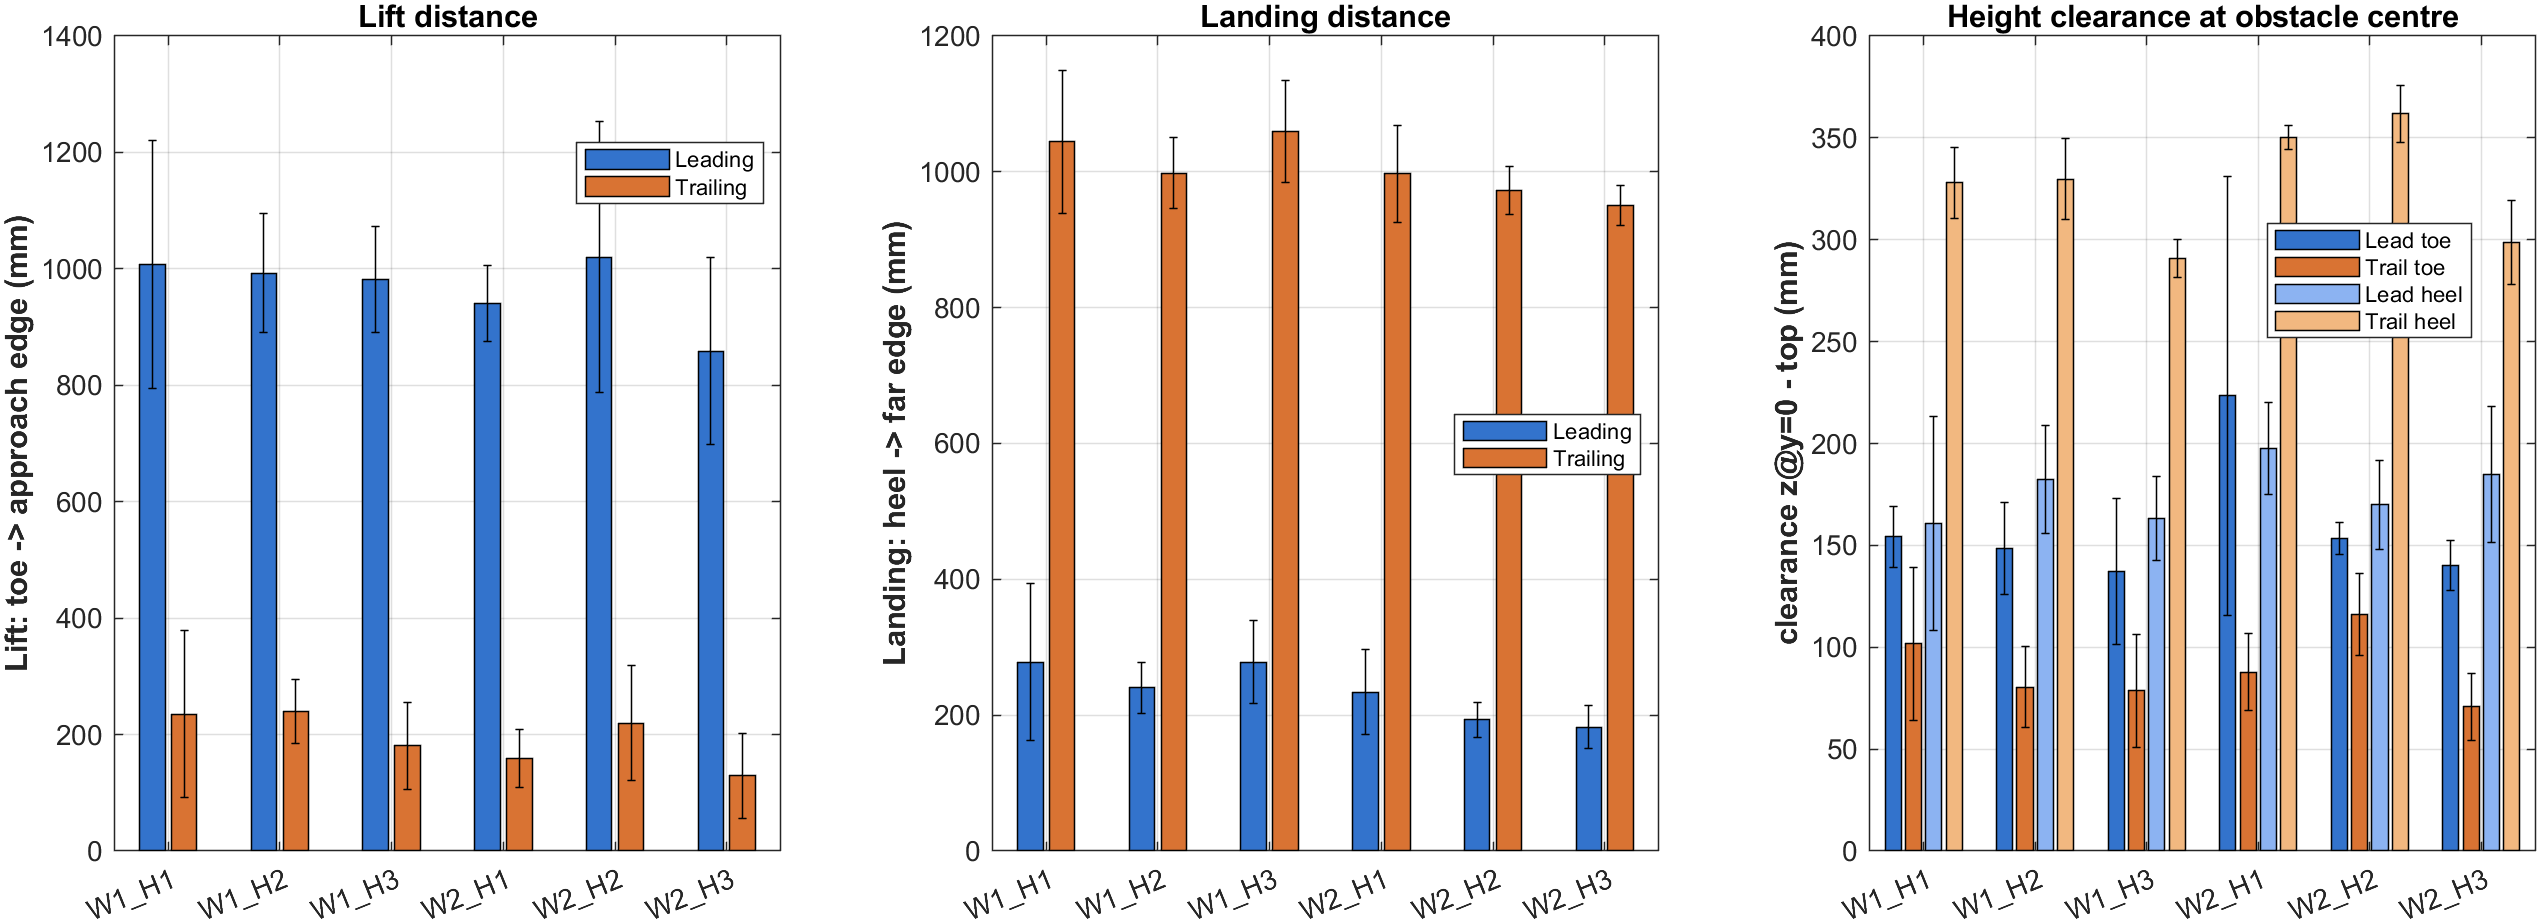 Lift distance
Lift: toe -> approach edge (mm)
1400
1200
1000
800
600
400
200
0
Leading
Trailing
W1_H1
W1_H2
W1_H3
W2_H1
W2_H2
W2_H3
Landing distance
Landing: heel -> far edge (mm)
1200
1000
800
600
400
200
0
Leading
Trailing
W1_H1
W1_H2
W1_H3
W2_H1
W2_H2
W2_H3
Height clearance at obstacle centre
clearance z@y=0 - top (mm)
400
350
300
250
200
150
100
50
0
Lead toe
Trail toe
Lead heel
Trail heel
W1_H1
W1_H2
W1_H3
W2_H1
W2_H2
W2_H3